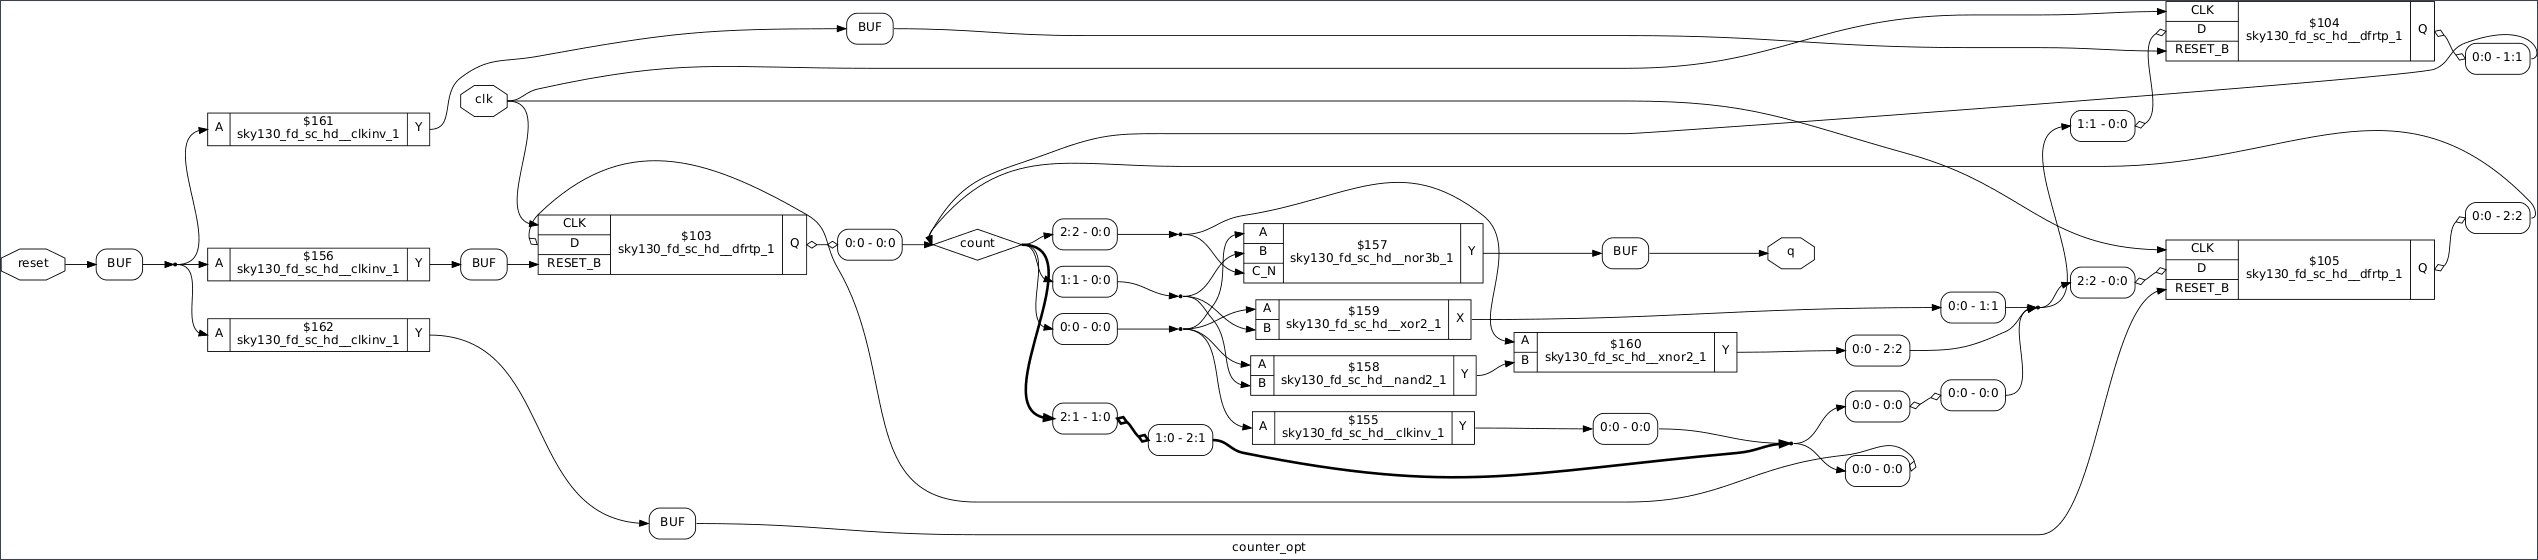 BUF
CLK
D
RESET_B
$104
sky130_fd_sc_hd__dfrtp_1
Q
0:0 - 1:1
clk
A
$161
sky130_fd_sc_hd__clkinv_1
Y
1:1 - 0:0
reset
BUF
A
$156
sky130_fd_sc_hd__clkinv_1
Y
BUF
CLK
D
RESET_B
$103
sky130_fd_sc_hd__dfrtp_1
Q
0:0 - 0:0
count
2:2 - 0:0
1:1 - 0:0
0:0 - 0:0
2:1 - 1:0
1:0 - 2:1
A
B
C_N
$157
sky130_fd_sc_hd__nor3b_1
Y
BUF
q
A
B
$159
sky130_fd_sc_hd__xor2_1
X
0:0 - 1:1
A
B
$158
sky130_fd_sc_hd__nand2_1
Y
A
B
$160
sky130_fd_sc_hd__xnor2_1
Y
0:0 - 2:2
A
$155
sky130_fd_sc_hd__clkinv_1
Y
0:0 - 0:0
0:0 - 0:0
0:0 - 0:0
0:0 - 0:0
2:2 - 0:0
CLK
D
RESET_B
$105
sky130_fd_sc_hd__dfrtp_1
Q
0:0 - 2:2
A
$162
sky130_fd_sc_hd__clkinv_1
Y
BUF
counter_opt